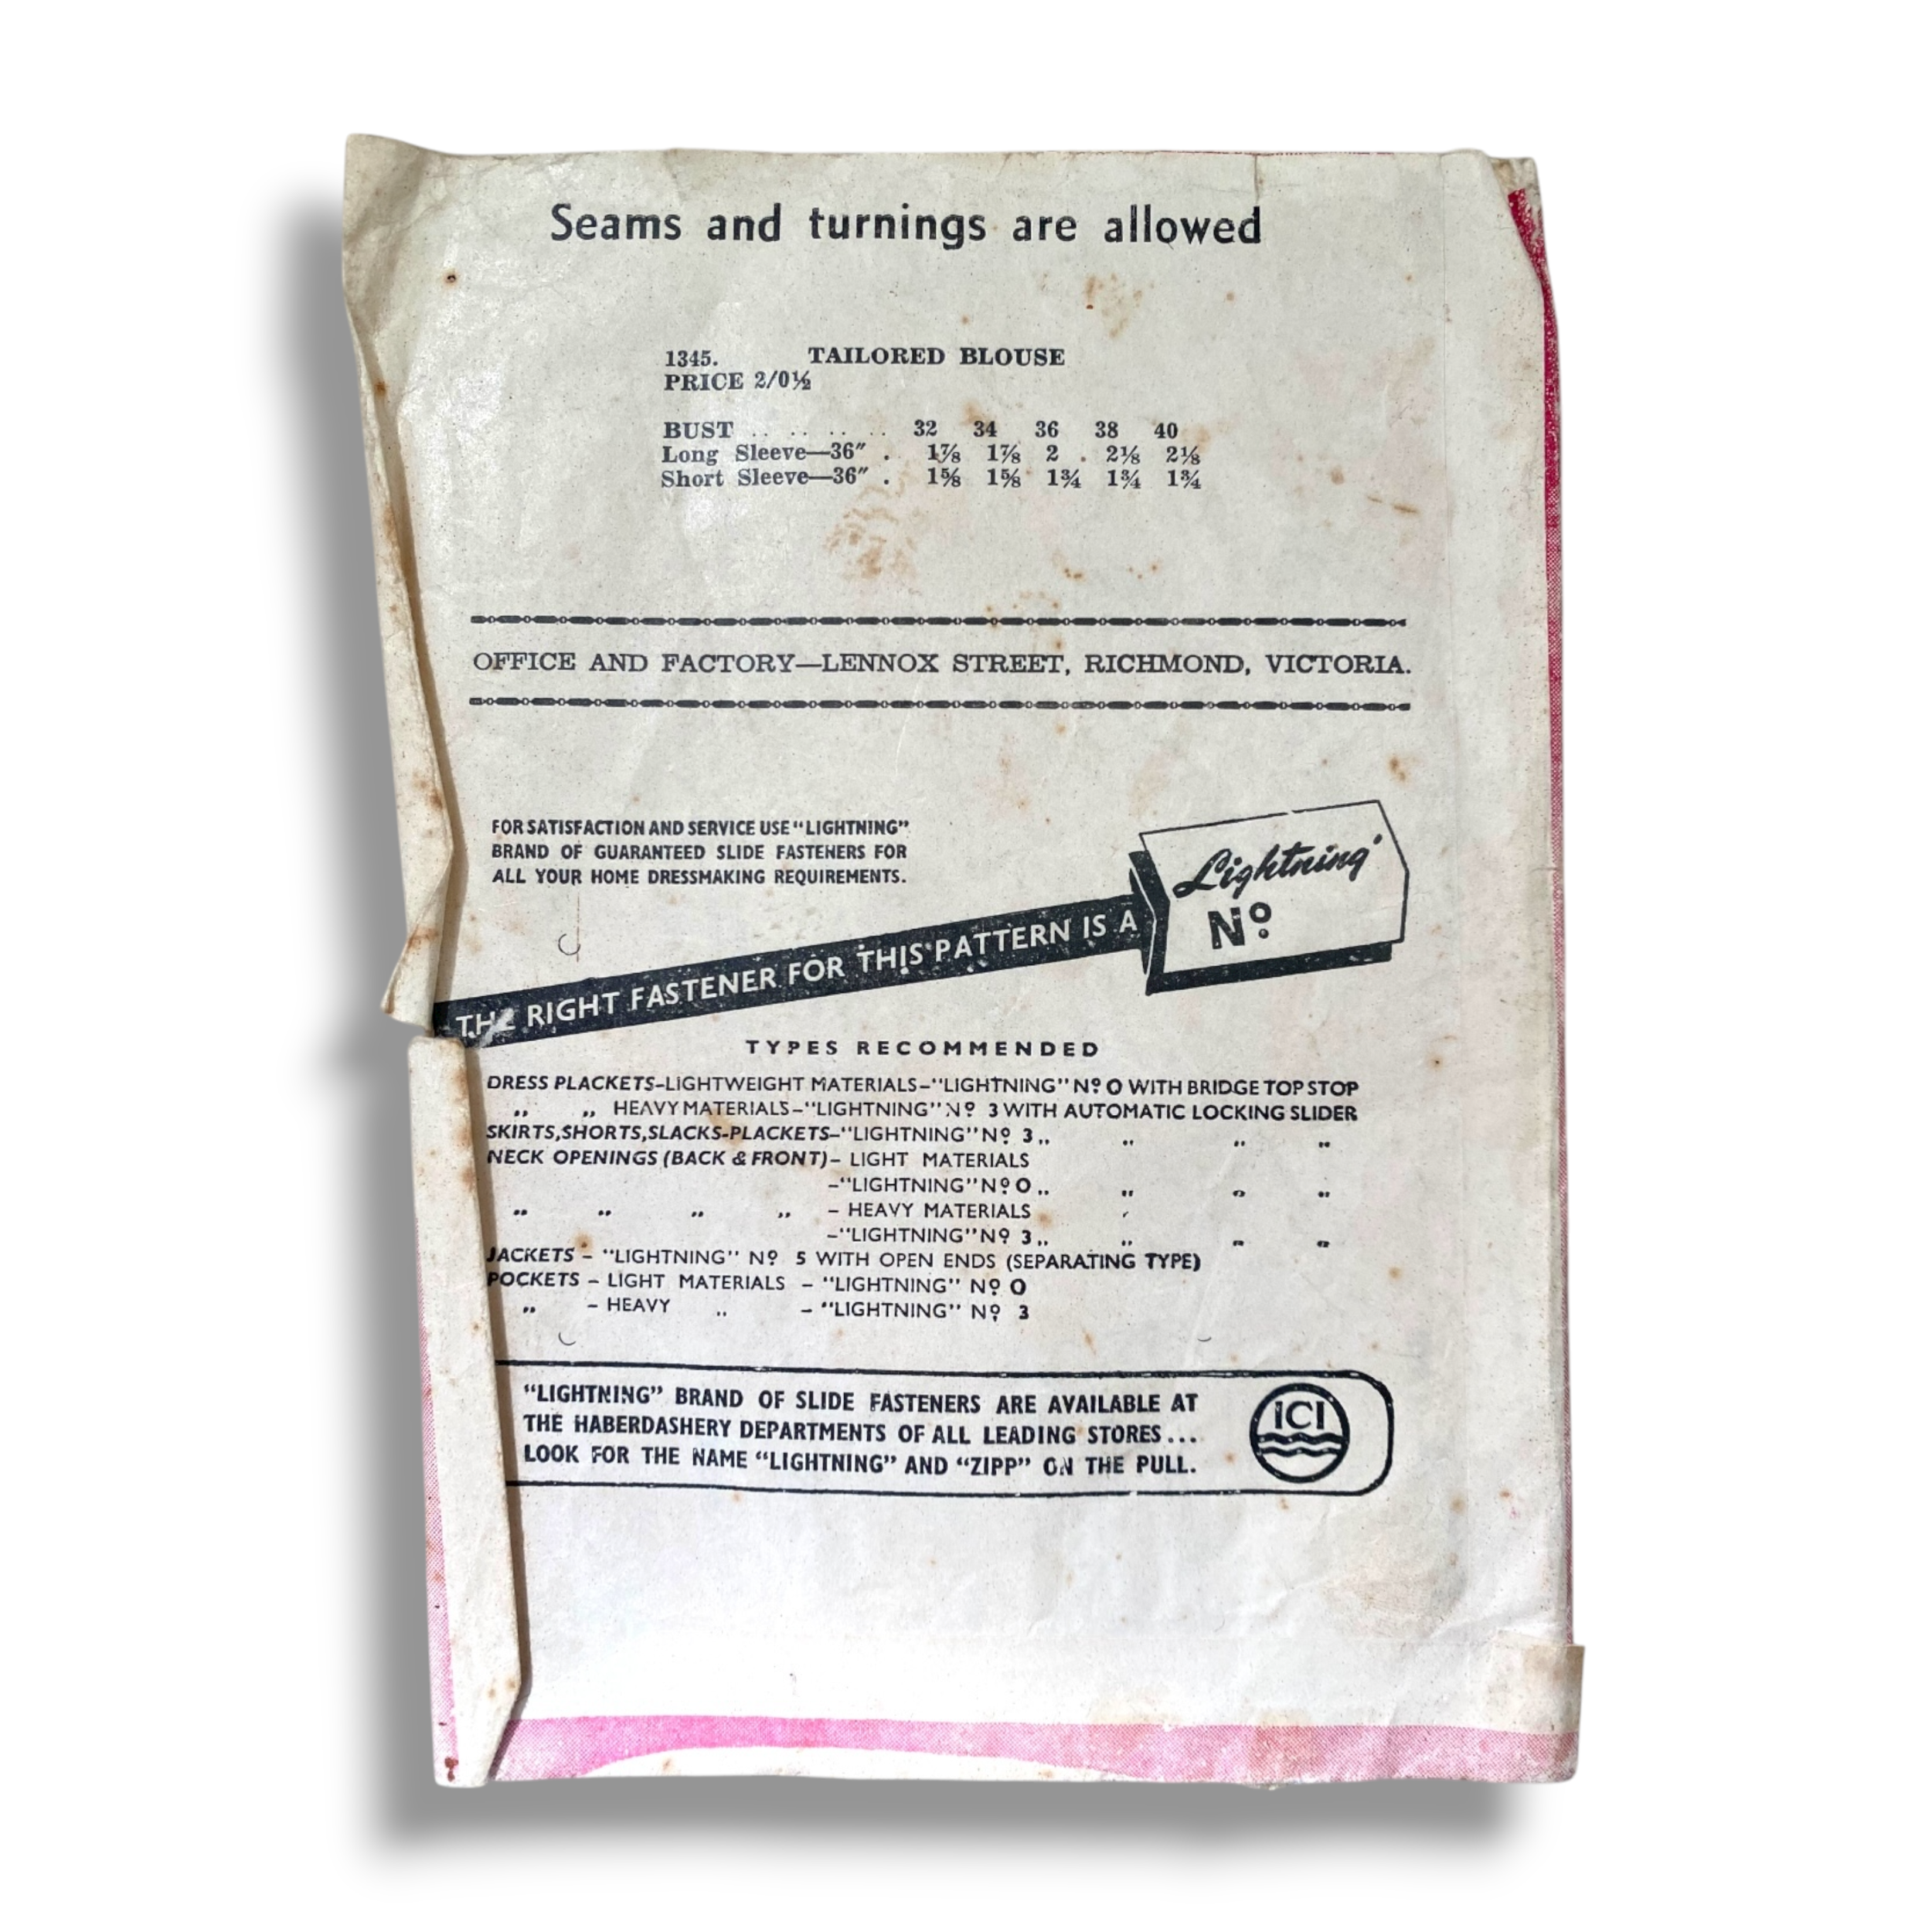 Seams and turnings are allowed
1345. TAILORED BLOUSE
PRICE 2/0½
BUST .. .. .. .. 32 34 36 38 40
Long Sleeve—36″ . 1⅞ 1⅞ 2 . 2⅛ 2⅛
Short Sleeve—36″ . 1⅝ 1⅝ 1¾ 1¾ 1¾
OFFICE AND FACTORY—LENNOX STREET, RICHMOND, VICTORIA.
FOR SATISFACTION AND SERVICE USE "LIGHTNING"
BRAND OF GUARANTEED SLIDE FASTENERS FOR
ALL YOUR HOME DRESSMAKING REQUIREMENTS.
Lightning
Nº
THE RIGHT FASTENER FOR THIS PATTERN IS A
TYPES RECOMMENDED
DRESS PLACKETS–LIGHTWEIGHT MATERIALS–"LIGHTNING" Nº 0 WITH BRIDGE TOP STOP
„ „ HEAVY MATERIALS–"LIGHTNING" Nº 3 WITH AUTOMATIC LOCKING SLIDER
SKIRTS, SHORTS, SLACKS-PLACKETS–"LIGHTNING" Nº 3 „ „ „ „
NECK OPENINGS (BACK & FRONT)– LIGHT MATERIALS
–"LIGHTNING" Nº 0 „ „ „ „
„ „ „ „ – HEAVY MATERIALS
–"LIGHTNING" Nº 3 „ „ „ „
JACKETS – "LIGHTNING" Nº 5 WITH OPEN ENDS (SEPARATING TYPE)
POCKETS – LIGHT MATERIALS – "LIGHTNING" Nº 0
„ – HEAVY „ – "LIGHTNING" Nº 3
"LIGHTNING" BRAND OF SLIDE FASTENERS ARE AVAILABLE AT
THE HABERDASHERY DEPARTMENTS OF ALL LEADING STORES...
LOOK FOR THE NAME "LIGHTNING" AND "ZIPP" ON THE PULL.
ICI